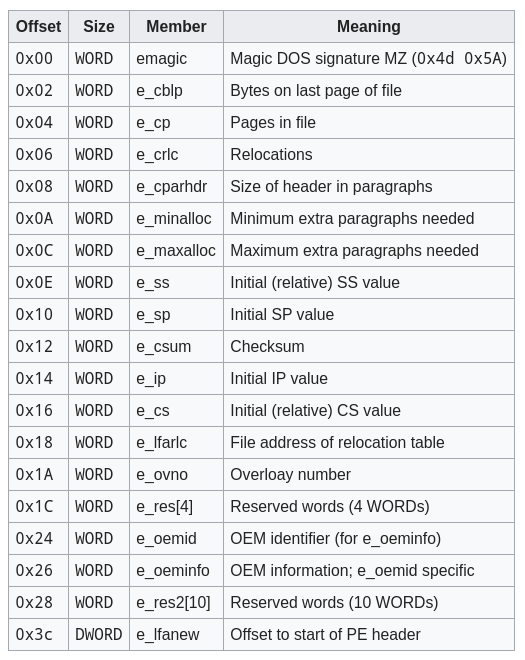 Offset Size Member Meaning
0x00 WORD emagic Magic DOS signature MZ (0x4d 0x5A)
0x02 WORD e_cblp Bytes on last page of file
0x04 WORD e_cp Pages in file
0x06 WORD e_crlc Relocations
0x08 WORD e_cparhdr Size of header in paragraphs
0x0A WORD e_minalloc Minimum extra paragraphs needed
0x0C WORD e_maxalloc Maximum extra paragraphs needed
0x0E WORD e_ss Initial (relative) SS value
0x10 WORD e_sp Initial SP value
0x12 WORD e_csum Checksum
0x14 WORD e_ip Initial IP value
0x16 WORD e_cs Initial (relative) CS value
0x18 WORD e_lfarlc File address of relocation table
0x1A WORD e_ovno Overloay number
0x1C WORD e_res[4] Reserved words (4 WORDs)
0x24 WORD e_oemid OEM identifier (for e_oeminfo)
0x26 WORD e_oeminfo OEM information; e_oemid specific
0x28 WORD e_res2[10] Reserved words (10 WORDs)
0x3c DWORD e_lfanew Offset to start of PE header